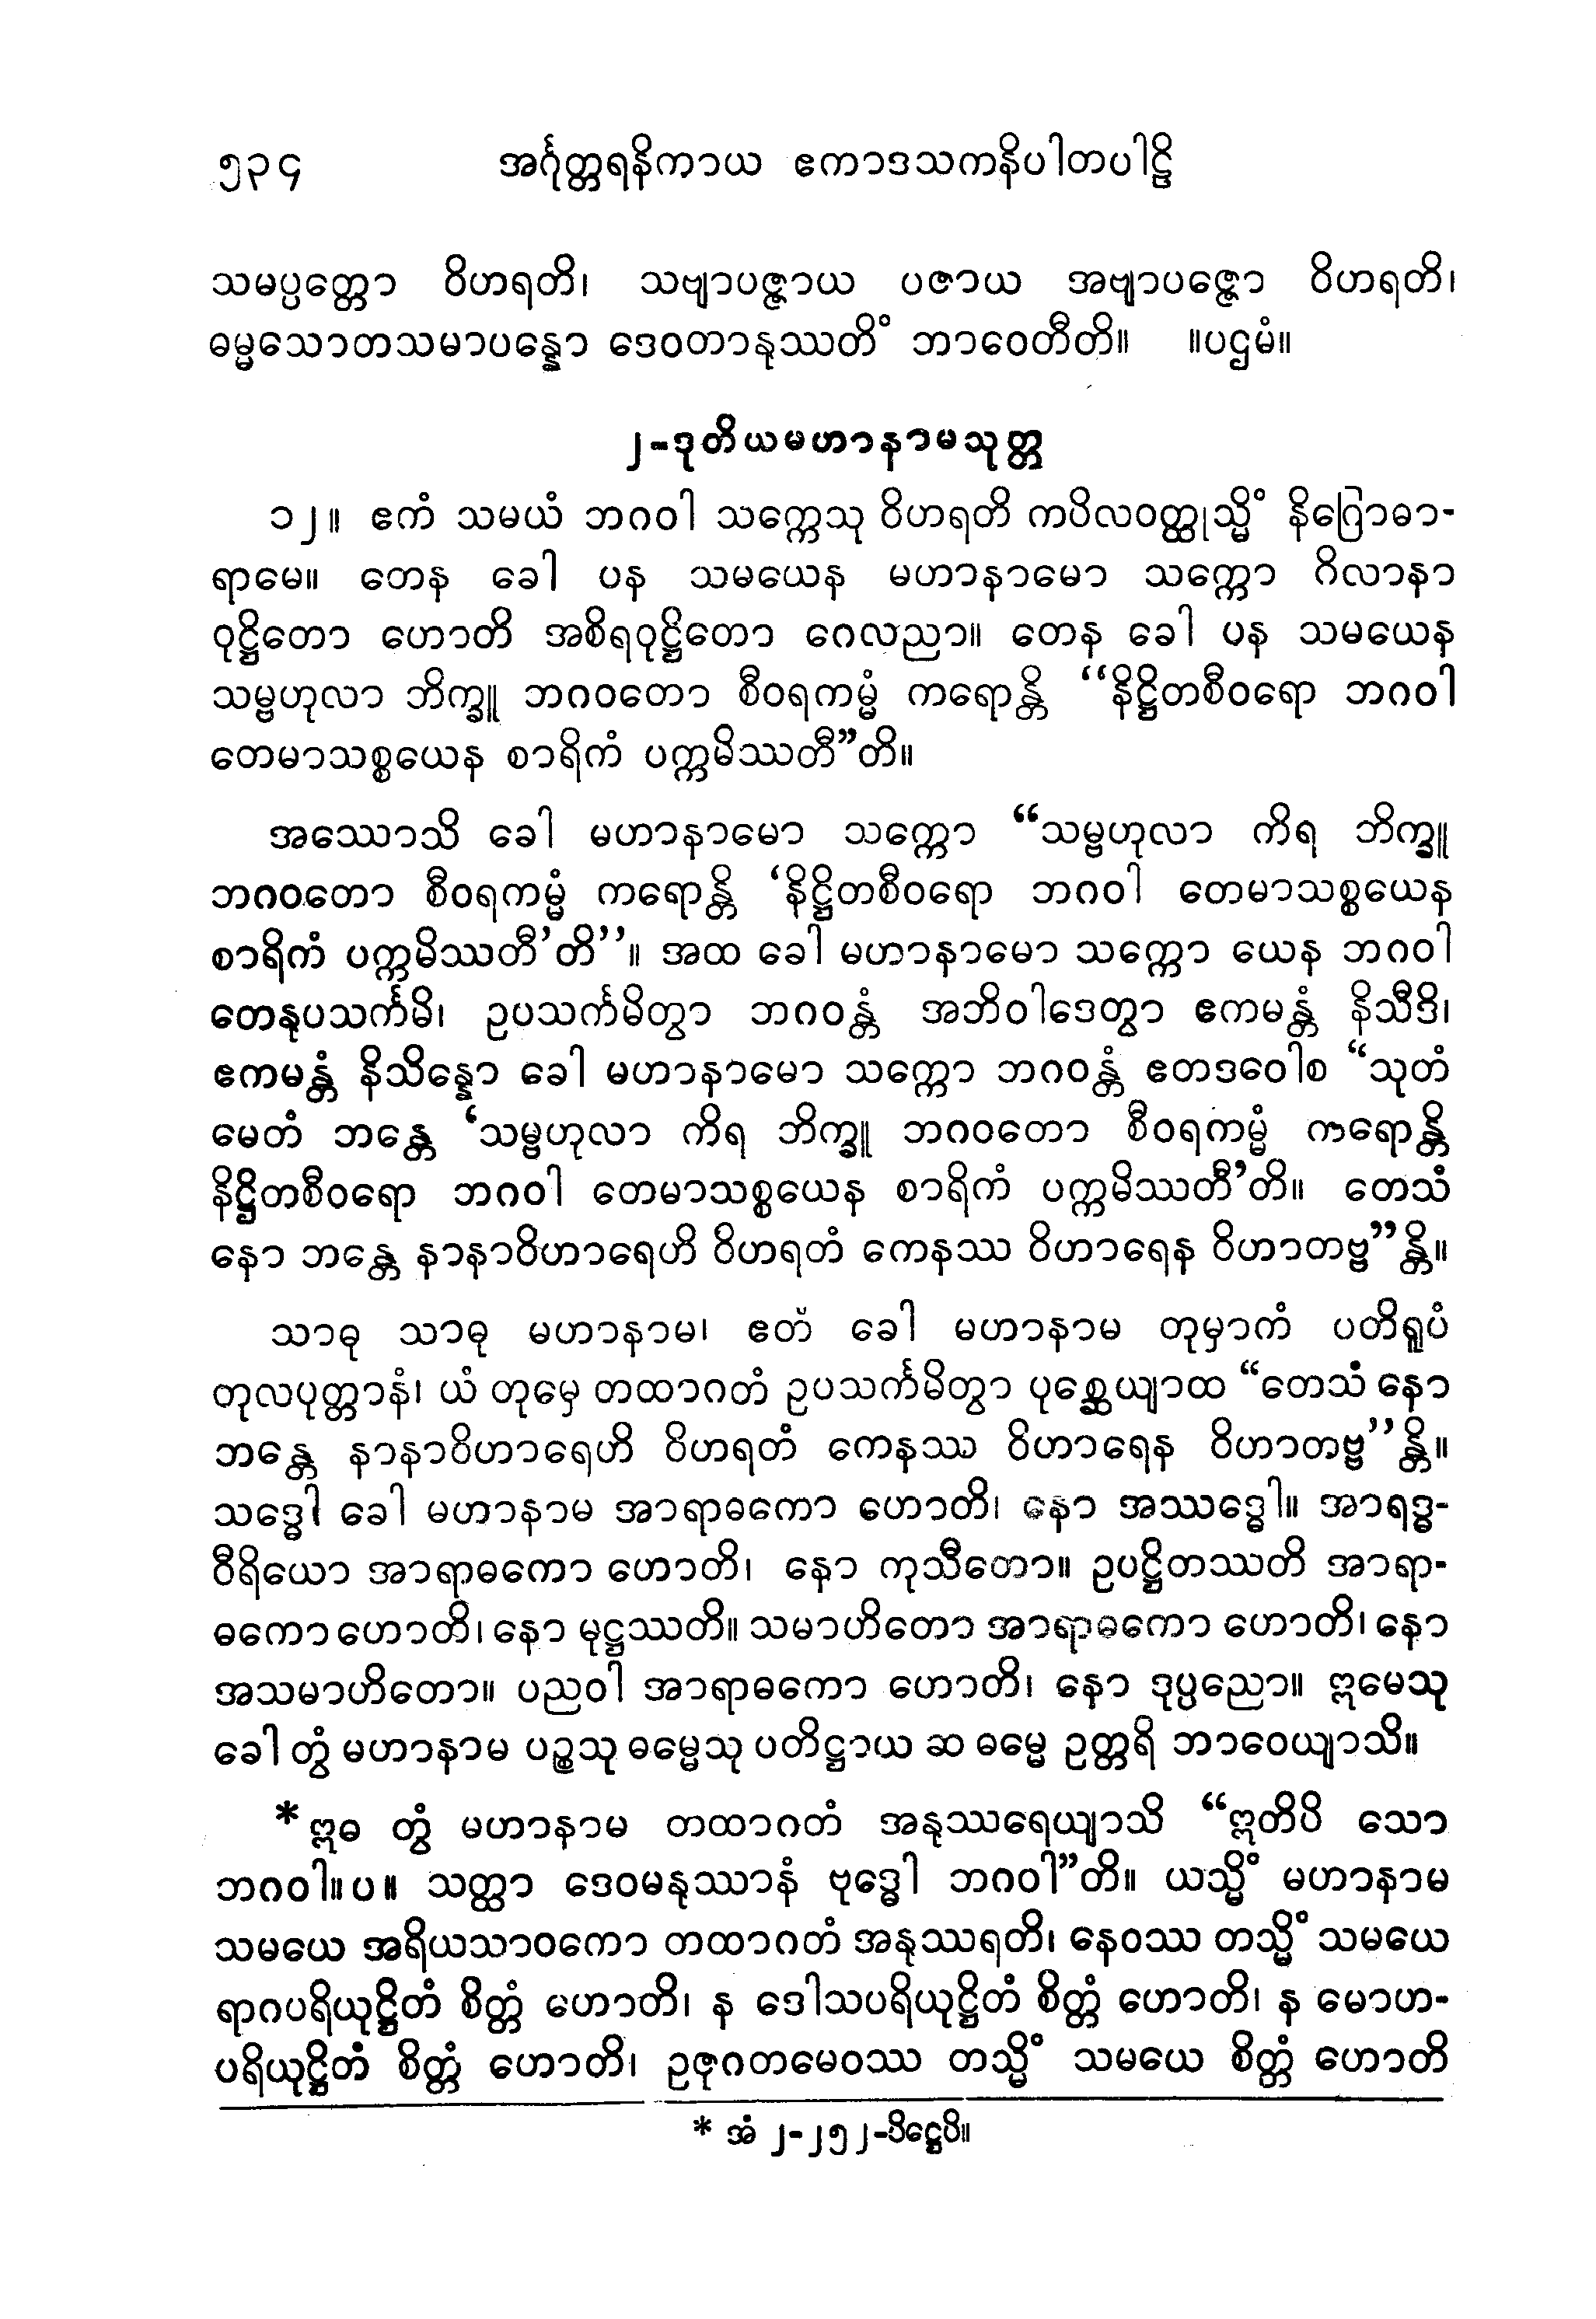 ၅၃၄ အင်္ဂုတ္တရနိကာယ ဧကာဒသကနိပါတပါဠိ
သမပ္ပတ္တော ဝိဟရတိ၊ သဗျာပဇ္ဇာယ ပဇာယ အဗျာပဇ္ဇော ဝိဟရတိ၊
ဓမ္မသောတသမာပန္နော ဒေဝတာနုဿတိံ ဘာဝေတီတိ။ ။ပဌမံ။
၂-ဒုတိယမဟာနာမသုတ္တ
၁၂။ ဧကံ သမယံ ဘဂဝါ သက္ကေသု ဝိဟရတိ ကပိလဝတ္ထုသ္မိံ နိဂြောဓာ-
ရာမေ။ တေန ခေါ ပန သမယေန မဟာနာမော သက္ကော ဂိလာနာ
ဝုဋ္ဌိတော ဟောတိ အစိရဝုဋ္ဌိတော ဂေလညာ။ တေန ခေါ ပန သမယေန
သမ္ဗဟုလာ ဘိက္ခူ ဘဂဝတော စီဝရကမ္မံ ကရောန္တိ “နိဋ္ဌိတစီဝရော ဘဂဝါ
တေမာသစ္စယေန စာရိကံ ပက္ကမိဿတီ”တိ။
အဿောသိ ခေါ မဟာနာမော သက္ကော “သမ္ဗဟုလာ ကိရ ဘိက္ခူ
ဘဂဝတော စီဝရကမ္မံ ကရောန္တိ ‘နိဋ္ဌိတစီဝရော ဘဂဝါ တေမာသစ္စယေန
စာရိကံ ပက္ကမိဿတီ’တိ’’။ အထ ခေါ မဟာနာမော သက္ကော ယေန ဘဂဝါ
တေနုပသင်္ကမိ၊ ဥပသင်္ကမိတွာ ဘဂဝန္တံ အဘိဝါဒေတွာ ဧကမန္တံ နိသီဒိ၊
ဧကမန္တံ နိသိန္နော ခေါ မဟာနာမော သက္ကော ဘဂဝန္တံ ဧတဒဝေါစ “သုတံ
မေတံ ဘန္တေ ‘သမ္ဗဟုလာ ကိရ ဘိက္ခူ ဘဂဝတော စီဝရကမ္မံ ကရောန္တိ
နိဋ္ဌိတစီဝရော ဘဂဝါ တေမာသစ္စယေန စာရိကံ ပက္ကမိဿတီ’တိ။ တေသံ
နော ဘန္တေ နာနာဝိဟာရေဟိ ဝိဟရတံ ကေနဿ ဝိဟာရေန ဝိဟာတဗ္ဗ”န္တိ။
သာဓု သာဓု မဟာနာမ၊ ဧတံ ခေါ မဟာနာမ တုမှာကံ ပတိရူပံ
တုလပုတ္တာနံ၊ ယံ တုမှေ တထာဂတံ ဥပသင်္ကမိတွာ ပုစ္ဆေယျာထ “တေသံ နော
ဘန္တေ နာနာဝိဟာရေဟိ ဝိဟရတံ ကေနဿ ဝိဟာရေန ဝိဟာတဗ္ဗ’’န္တိ။
သဒ္ဓေါ ခေါ မဟာနာမ အာရာဓကော ဟောတိ၊ နော အဿဒ္ဓေါ။ အာရဒ္ဓ-
ဝီရိယော အာရာဓကော ဟောတိ၊ နော ကုသီတော။ ဥပဋ္ဌိတဿတိ အာရာ-
ဓကော ဟောတိ၊ နော မုဋ္ဌဿတိ။ သမာဟိတော အာရာဓကော ဟောတိ၊ နော
အသမာဟိတော။ ပညဝါ အာရာဓကော ဟောတိ၊ နော ဒုပ္ပညော။ ဣမေသု
ခေါ တွံ မဟာနာမ ပဉ္စသု ဓမ္မေသု ပတိဋ္ဌာယ ဆ ဓမ္မေ ဥတ္တရိ ဘာဝေယျာသိ။
*ဣဓ တွံ မဟာနာမ တထာဂတံ အနုဿရေယျာသိ “ဣတိပိ သော
ဘဂဝါ။ပ။ သတ္ထာ ဒေဝမနုဿာနံ ဗုဒ္ဓေါ ဘဂဝါ”တိ။ ယသ္မိံ မဟာနာမ
သမယေ အရိယသာဝကော တထာဂတံ အနုဿရတိ၊ နေဝဿ တသ္မိံ သမယေ
ရာဂပရိယုဋ္ဌိတံ စိတ္တံ ဟောတိ၊ န ဒေါသပရိယုဋ္ဌိတံ စိတ္တံ ဟောတိ၊ န မောဟ-
ပရိယုဋ္ဌိတံ စိတ္တံ ဟောတိ၊ ဥဇုဂတမေဝဿ တသ္မိံ သမယေ စိတ္တံ ဟောတိ
* အံ ၂-၂၅၂-ပိဋ္ဌေပိ။